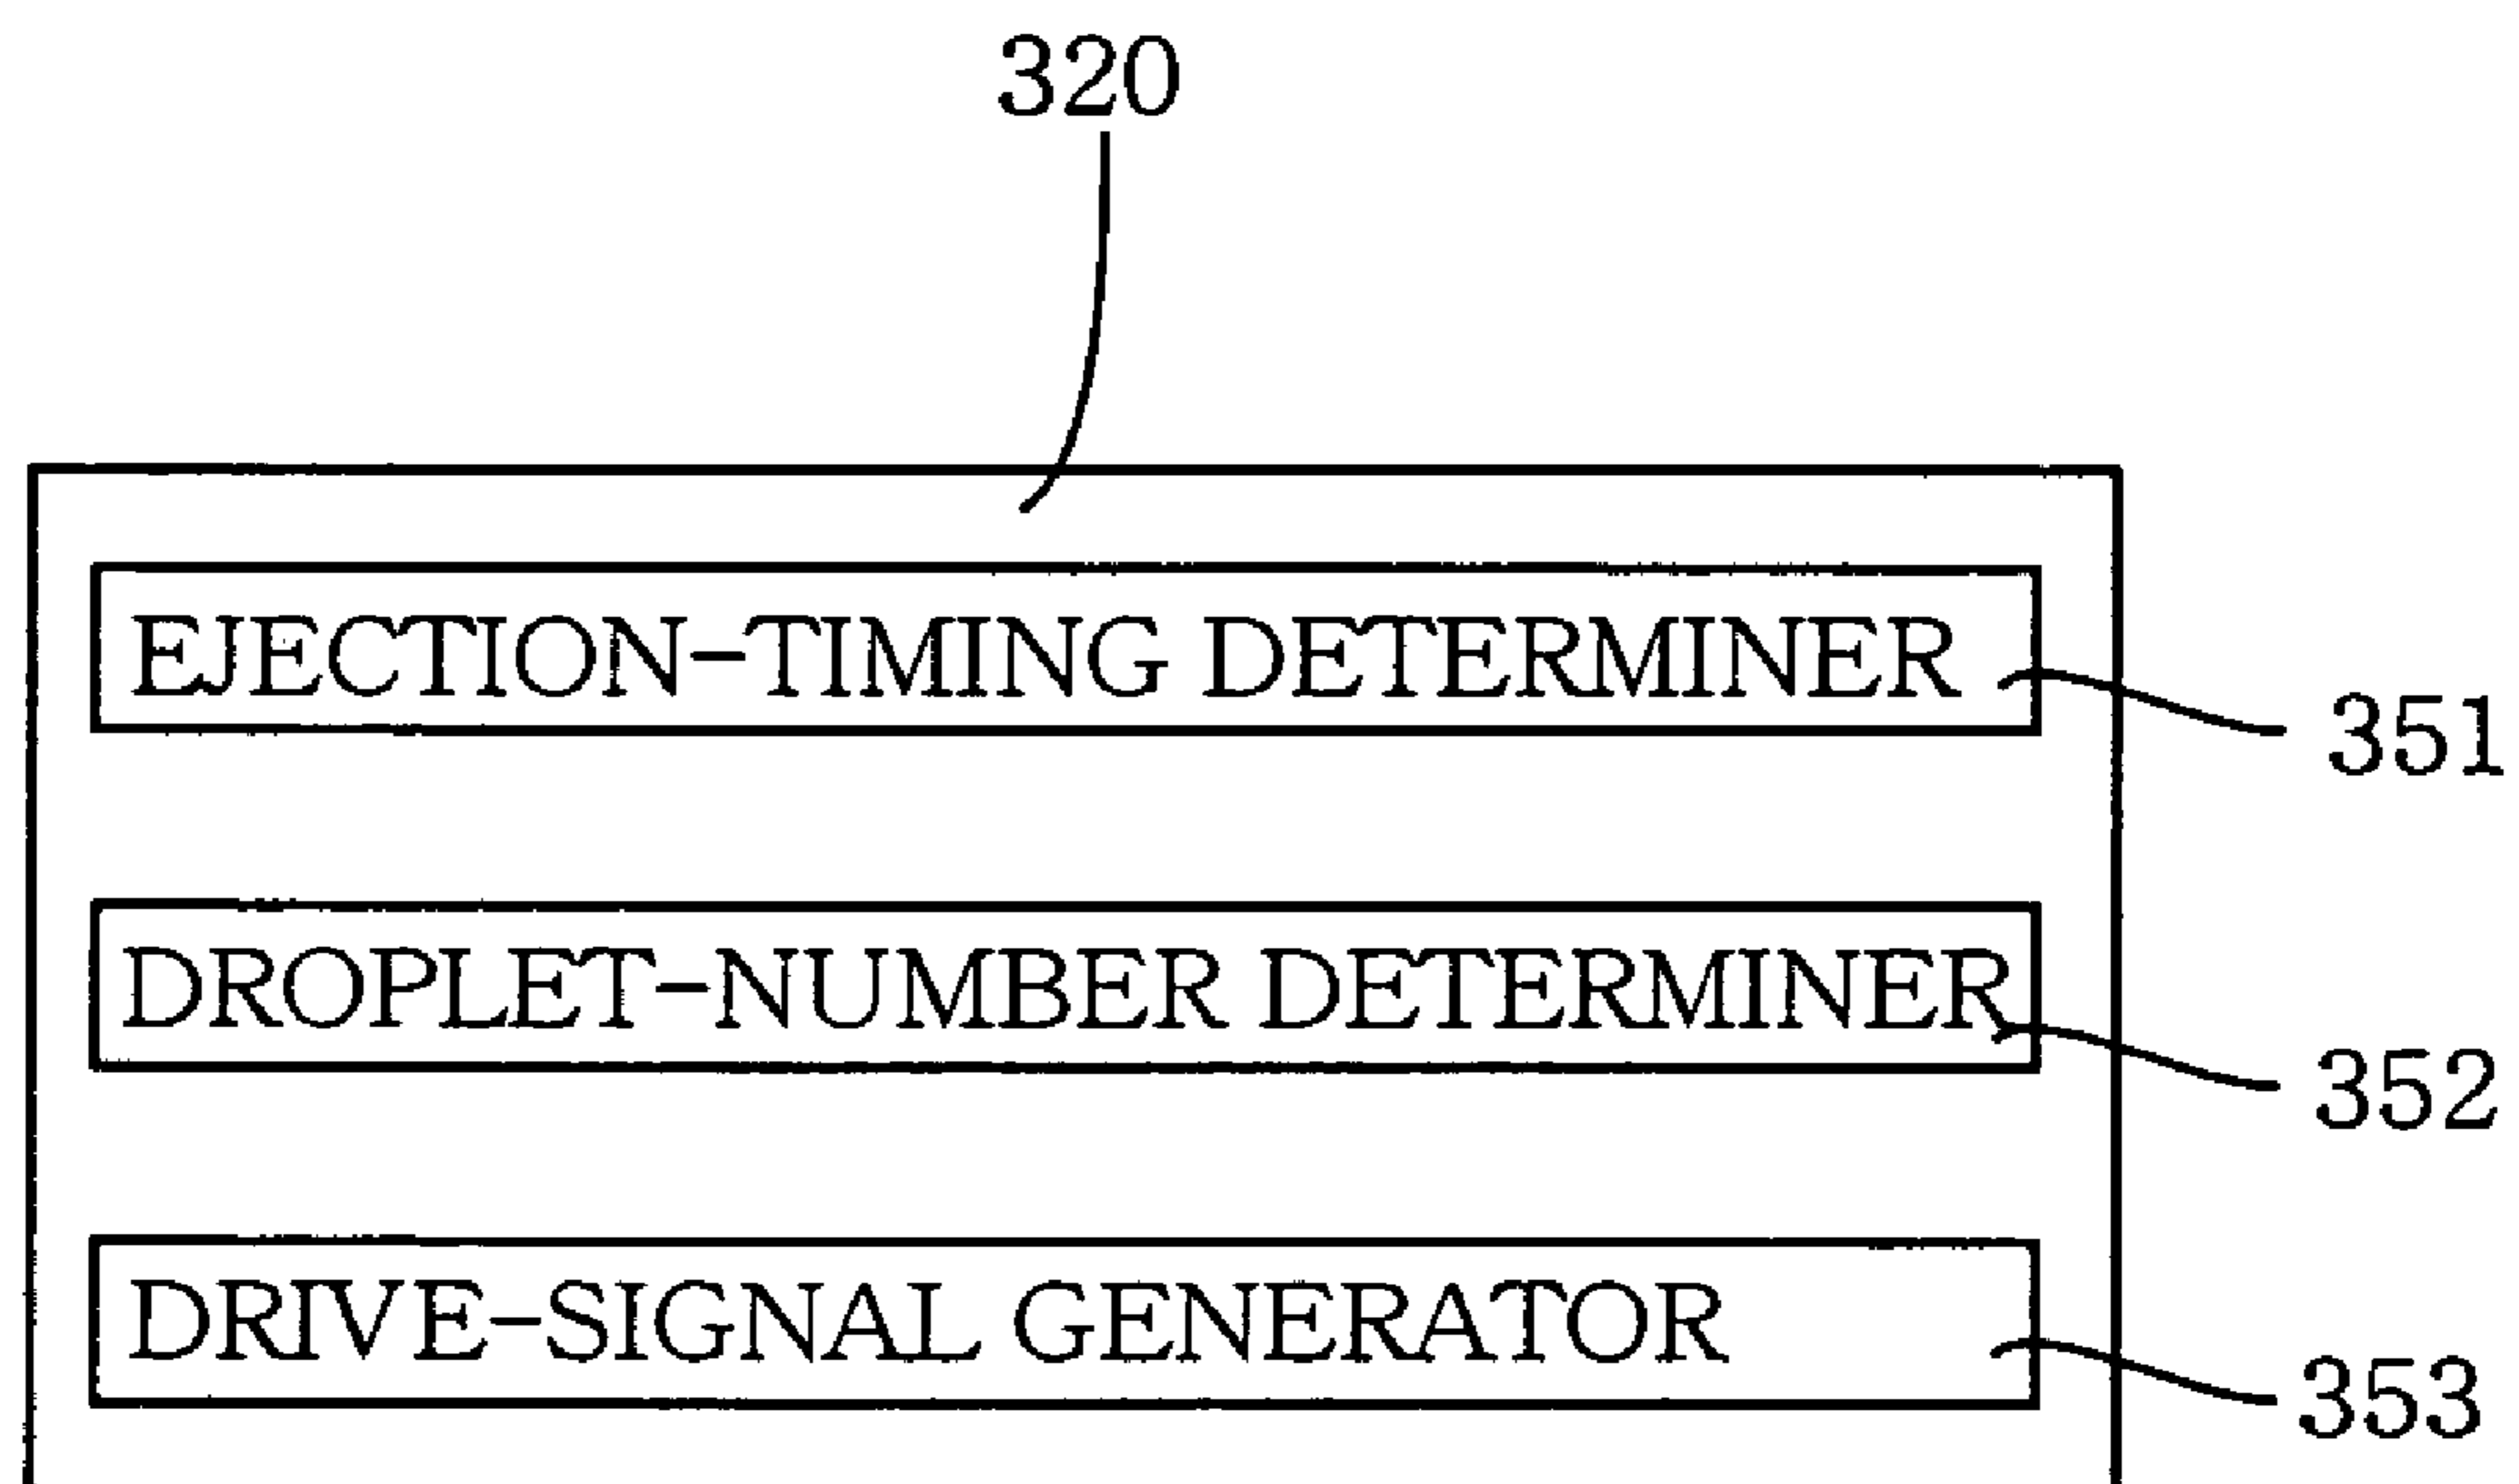 320
EJECTION-TIMING DETERMINER
351
DROPLET-NUMBER DETERMINER
352
DRIVE-SIGNAL GENERATOR
353